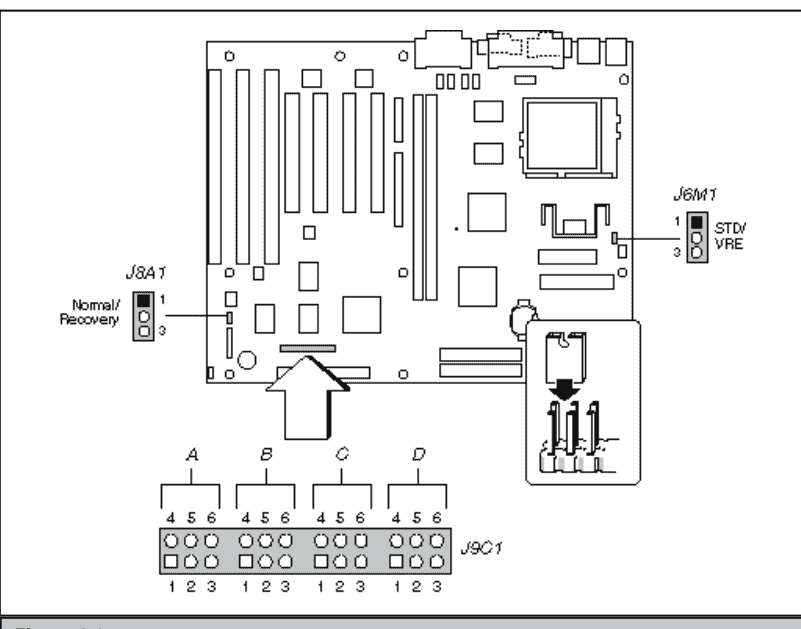 J6M1
1
STD/
VRE
3
J8A1
Normal/
Recovery
1
3
A B C D
4 5 6 4 5 6 4 5 6 4 5 6
J9C1
1 2 3 1 2 3 1 2 3 1 2 3